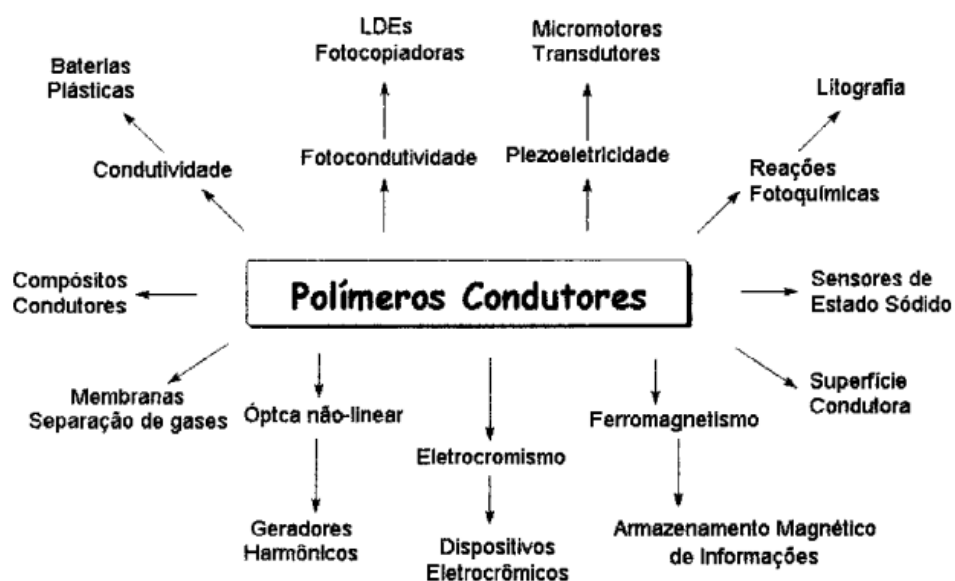 LDEs
Fotocopiadoras
Micromotores
Transdutores
Baterias
Plásticas
Litografia
Condutividade
Fotocondutividade
Piezoeletricidade
Reações
Fotoquímicas
Compósitos
Condutores
Polímeros Condutores
Sensores de
Estado Sódido
Membranas
Separação de gases
Óptca não-linear
Eletrocromismo
Ferromagnetismo
Superfície
Condutora
Geradores
Harmônicos
Dispositivos
Eletrocrômicos
Armazenamento Magnético
de Informações